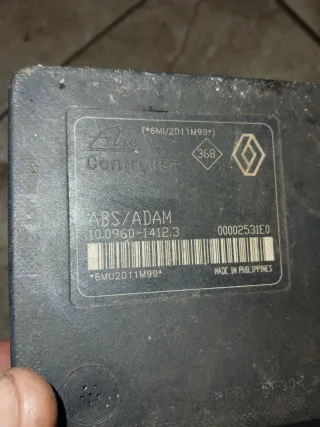 (*6MU2D11M99*)
Ate
Controller
368
ABS/ADAM
10.0960-1412.3 00002531E0
*6MU2D11M99*
MADE IN PHILIPPINES